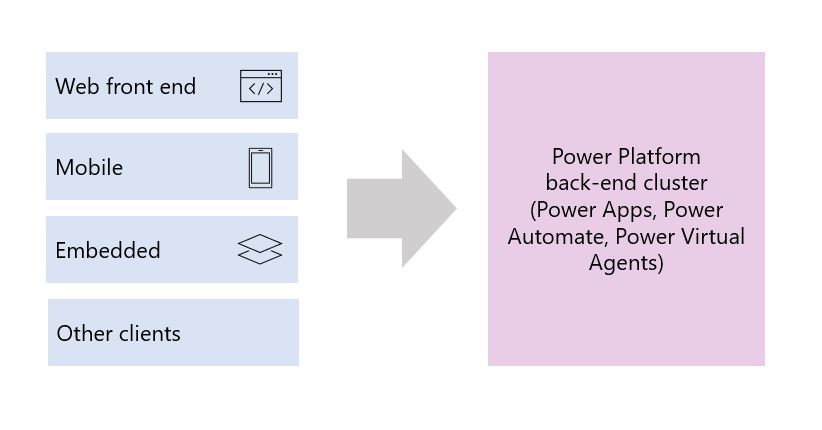 Web front end
Mobile
Embedded
Other clients
Power Platform
back-end cluster
(Power Apps, Power
Automate, Power Virtual
Agents)